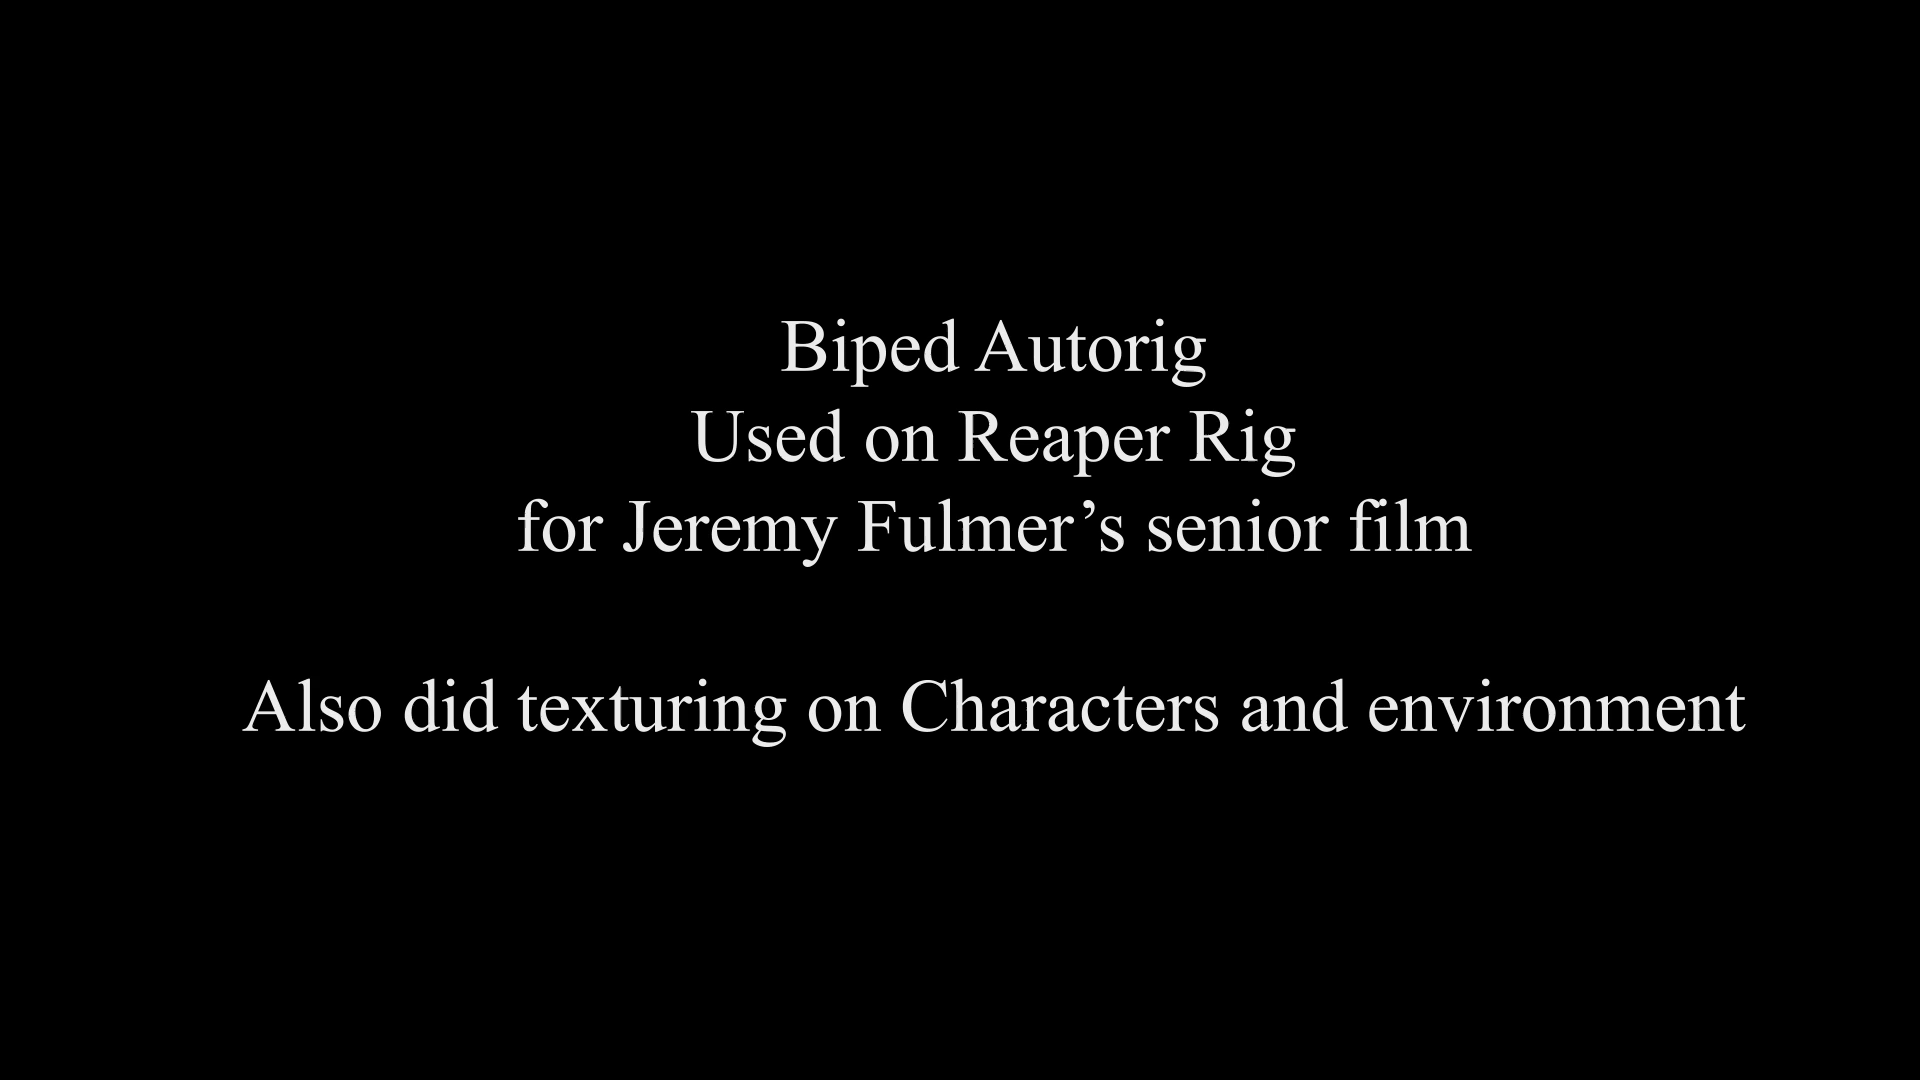 Biped Autorig
Used on Reaper Rig
for Jeremy Fulmer’s senior film
Also did texturing on Characters and environment